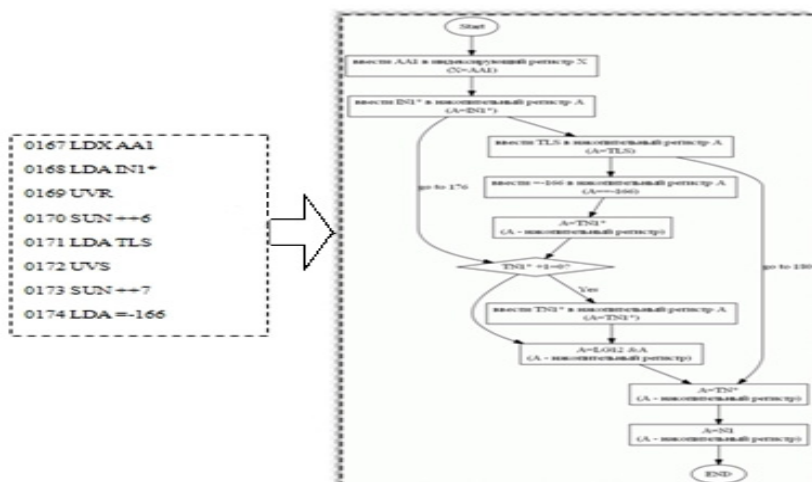 0167 LDX AA1
0168 LDA IN1*
0169 UVR
0170 SUN ++6
0171 LDA TLS
0172 UVS
0173 SUN ++7
0174 LDA =-166
Start
ввести AA1 в индексирующий регистр X
(X=AA1)
ввести IN1* в накопительный регистр A
(A=IN1*)
ввести TLS в накопительный регистр A
(A=TLS)
go to 176
ввести =-166 в накопительный регистр A
(A==-166)
A=TN1*
(A - накопительный регистр)
TN1* +1=0?
go to 180
Yes
ввести TN1* в накопительный регистр A
(A=TN1*)
A=LG12 &A
(A - накопительный регистр)
A=TN*
(A - накопительный регистр)
A=N1
(A - накопительный регистр)
END